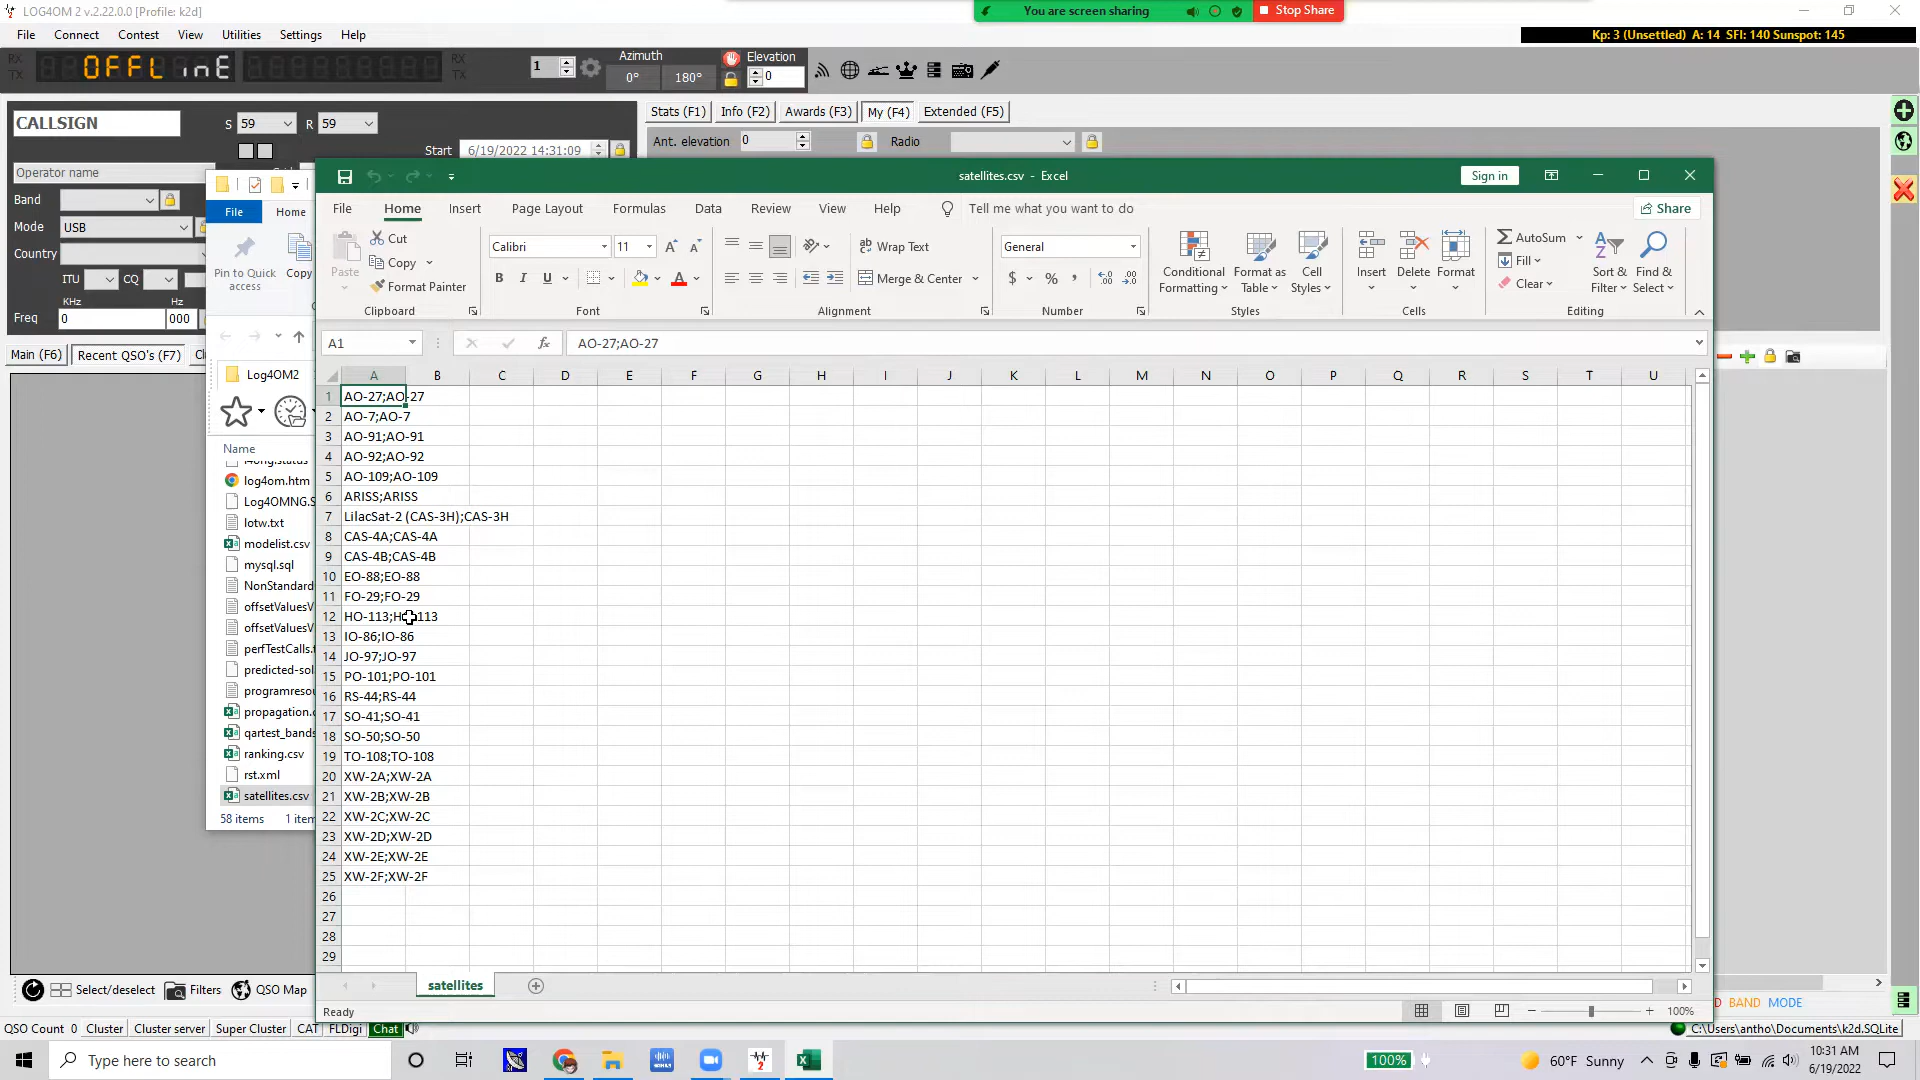 LOG4OM 2 v.2.22.0.0 [Profile: k2d]
You are screen sharing
Stop Share
File Connect Contest View Utilities Settings Help
Kp: 3 (Unsettled) A: 14 SFI: 140 Sunspot: 145
RX
TX
OFFLinE
RX
TX
1
Azimuth
0° 180°
Elevation
0
CALLSIGN
S 59 R 59
Start 6/19/2022 14:31:09
Stats (F1) Info (F2) Awards (F3) My (F4) Extended (F5)
Ant. elevation 0 Radio
Operator name
Band
Mode USB
Country
ITU CQ
KHz Hz
Freq 0 000
Main (F6) Recent QSO's (F7)
File Home
Pin to Quick
access
Copy
Log4OM2
Name
log4om.htm
Log4OMNG.S
lotw.txt
modelist.csv
mysql.sql
NonStandard
offsetValuesV
offsetValuesV
perfTestCalls.t
predicted-sol
programresou
propagation.c
qartest_bands
ranking.csv
rst.xml
satellites.csv
58 items
satellites.csv - Excel
Sign in
File Home Insert Page Layout Formulas Data Review View Help Tell me what you want to do Share
Paste
Cut
Copy
Format Painter
Clipboard
Calibri 11
B I U
Font
Wrap Text
Merge & Center
Alignment
General
$ % ,
Number
Conditional
Formatting
Format as
Table
Cell
Styles
Styles
Insert Delete Format
Cells
AutoSum
Fill
Clear
Sort &
Filter
Find &
Select
Editing
A1 fx AO-27;AO-27
A B C D E F G H I J K L M N O P Q R S T U
1 AO-27;AO-27
2 AO-7;AO-7
3 AO-91;AO-91
4 AO-92;AO-92
5 AO-109;AO-109
6 ARISS;ARISS
7 LilacSat-2 (CAS-3H);CAS-3H
8 CAS-4A;CAS-4A
9 CAS-4B;CAS-4B
10 EO-88;EO-88
11 FO-29;FO-29
12 HO-113;HO-113
13 IO-86;IO-86
14 JO-97;JO-97
15 PO-101;PO-101
16 RS-44;RS-44
17 SO-41;SO-41
18 SO-50;SO-50
19 TO-108;TO-108
20 XW-2A;XW-2A
21 XW-2B;XW-2B
22 XW-2C;XW-2C
23 XW-2D;XW-2D
24 XW-2E;XW-2E
25 XW-2F;XW-2F
26
27
28
29
satellites
Ready
100%
Select/deselect Filters QSO Map
BAND MODE
QSO Count 0 Cluster Cluster server Super Cluster CAT FLDigi Chat
C:\Users\antho\Documents\k2d.SQLite
Type here to search
100%
60°F Sunny
10:31 AM
6/19/2022